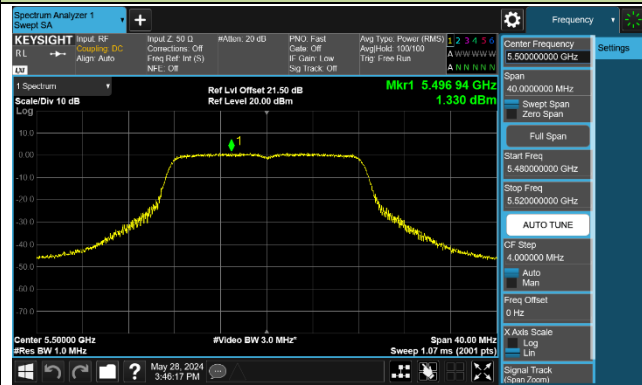 Spectrum Analyzer 1
Swept SA
+
Frequency
KEYSIGHT
RL
LXI
Input: RF
Coupling: DC
Align: Auto
Input Z: 50 Ω
Corrections: Off
Freq Ref: Int (S)
NFE: Off
#Atten: 20 dB
PNO: Fast
Gate: Off
IF Gain: Low
Sig Track: Off
Avg Type: Power (RMS)
Avg|Hold: 100/100
Trig: Free Run
1 2 3 4 5 6
A W W W W W
A N N N N N
1 Spectrum
Scale/Div 10 dB
Ref Lvl Offset 21.50 dB
Ref Level 20.00 dBm
Mkr1 5.496 94 GHz
1.330 dBm
Log
10.0
0.00
-10.0
-20.0
-30.0
-40.0
-50.0
-60.0
-70.0
1
Center 5.50000 GHz
#Res BW 1.0 MHz
#Video BW 3.0 MHz*
Span 40.00 MHz
Sweep 1.07 ms (2001 pts)
May 28, 2024
3:46:17 PM
?
Center Frequency
5.500000000 GHz
Settings
Span
40.0000000 MHz
Swept Span
Zero Span
Full Span
Start Freq
5.480000000 GHz
Stop Freq
5.520000000 GHz
AUTO TUNE
CF Step
4.000000 MHz
Auto
Man
Freq Offset
0 Hz
X Axis Scale
Log
Lin
Signal Track
(Span Zoom)